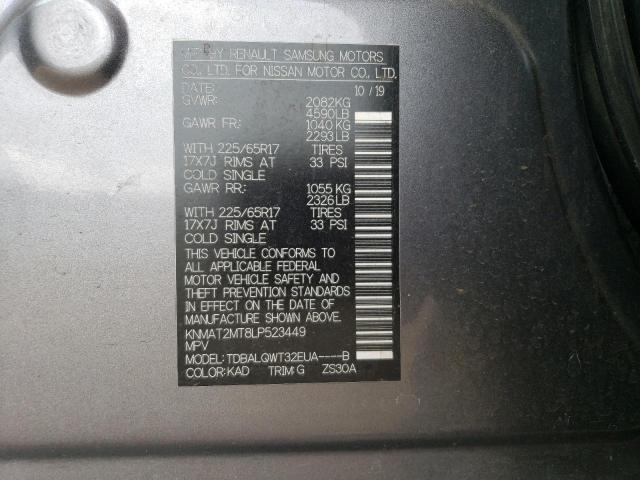 MFD BY RENAULT SAMSUNG MOTORS
CO., LTD. FOR NISSAN MOTOR CO., LTD.
DATE: 10 / 19
GVWR: 2082KG
4590LB
GAWR FR: 1040 KG
2293LB
WITH 225/65R17 TIRES
17X7J RIMS AT 33 PSI
COLD SINGLE
GAWR RR: 1055 KG
2326LB
WITH 225/65R17 TIRES
17X7J RIMS AT 33 PSI
COLD SINGLE
THIS VEHICLE CONFORMS TO
ALL APPLICABLE FEDERAL
MOTOR VEHICLE SAFETY AND
THEFT PREVENTION STANDARDS
IN EFFECT ON THE DATE OF
MANUFACTURE SHOWN ABOVE.
KNMAT2MT8LP523449
MPV
MODEL: TDBALQWT32EUA----B
COLOR:KAD TRIM:G ZS30A